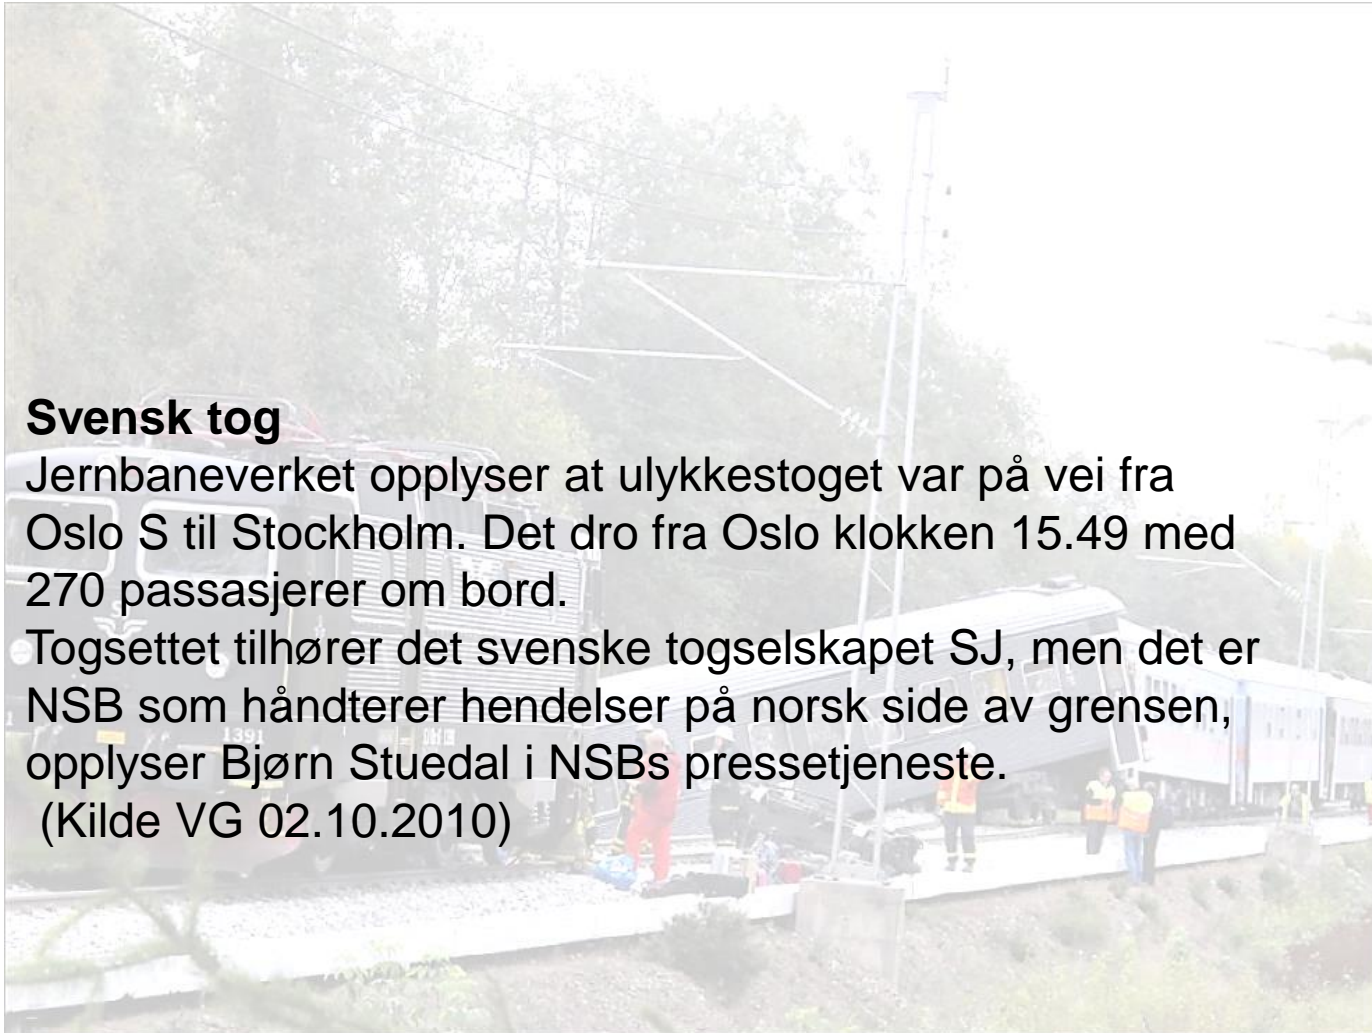 Svensk tog
Jernbaneverket opplyser at ulykkestoget var på vei fra
Oslo S til Stockholm. Det dro fra Oslo klokken 15.49 med
270 passasjerer om bord.
Togsettet tilhører det svenske togselskapet SJ, men det er
NSB som håndterer hendelser på norsk side av grensen,
opplyser Bjørn Stuedal i NSBs pressetjeneste.
(Kilde VG 02.10.2010)
1391